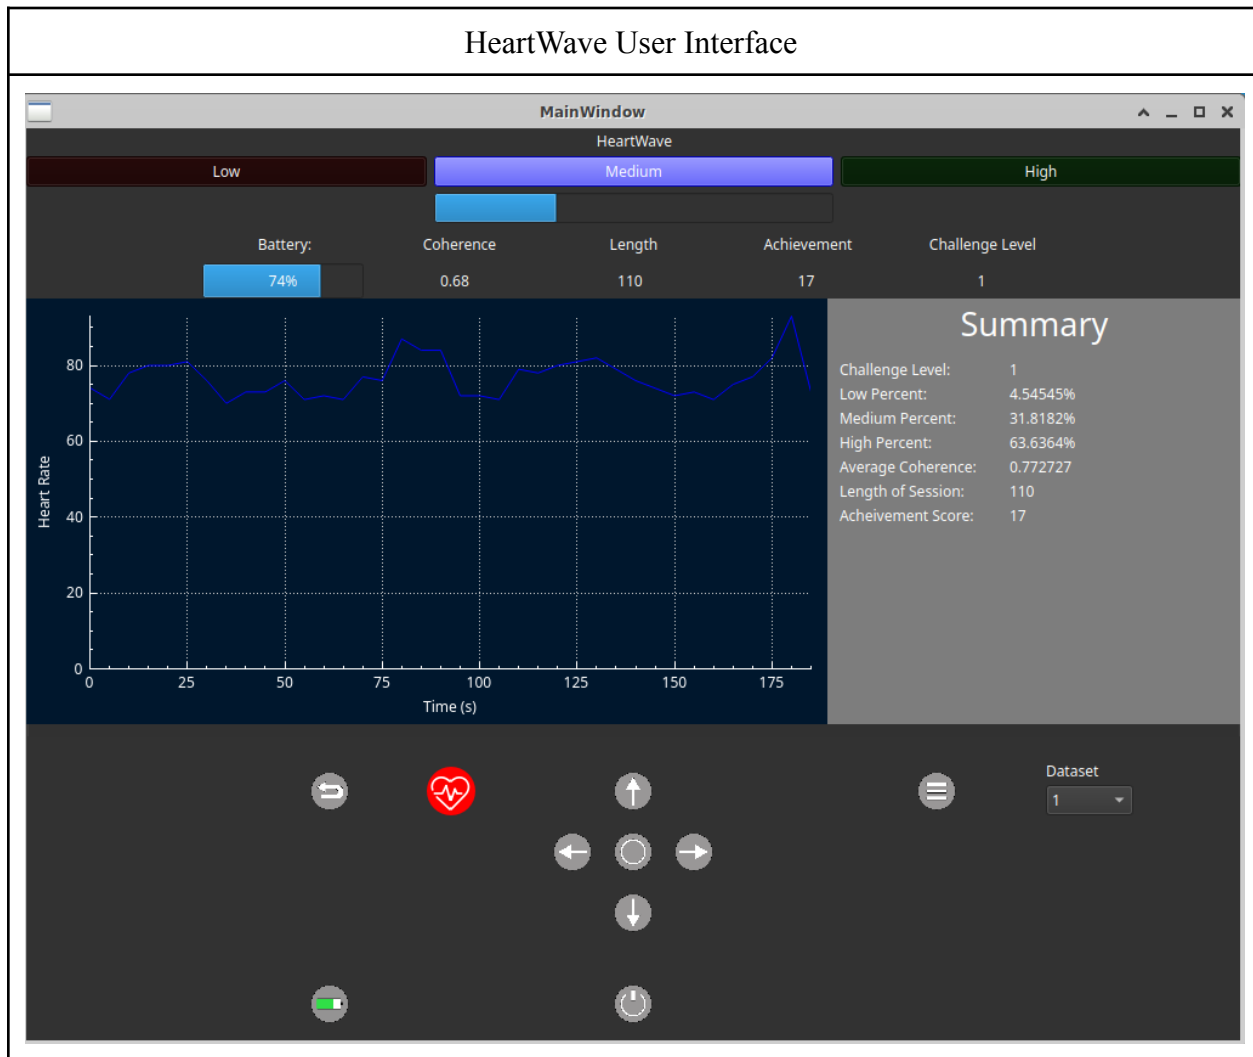 HeartWave User Interface
MainWindow
HeartWave
Low Medium High
Battery: Coherence Length Achievement Challenge Level
74% 0.68 110 17 1
Summary
Challenge Level: 1
Low Percent: 4.54545%
Medium Percent: 31.8182%
High Percent: 63.6364%
Average Coherence: 0.772727
Length of Session: 110
Acheivement Score: 17
80
60
40
20
0
Heart Rate
0 25 50 75 100 125 150 175
Time (s)
Dataset
1